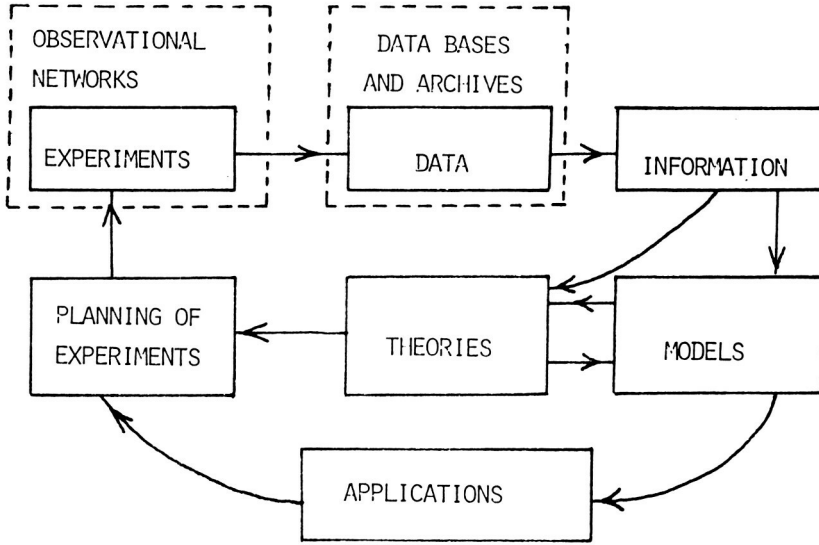 OBSERVATIONAL
NETWORKS
EXPERIMENTS
DATA BASES
AND ARCHIVES
DATA
INFORMATION
PLANNING OF
EXPERIMENTS
THEORIES
MODELS
APPLICATIONS